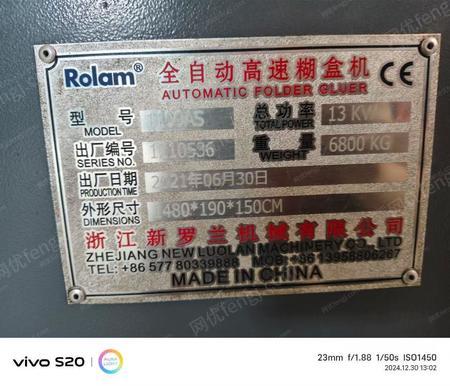 Rolam® 全自动高速糊盒机 CE
AUTOMATIC FOLDER GLUER
型 号 总功率 13 KW
MODEL TOTAL POWER
出厂编号 重 量 6800 KG
SERIES NO. WEIGHT
出厂日期 2021年06月30日
PRODUCTION TIME
外形尺寸 1480*190*150CM
DIMENSIONS
浙江新罗兰机械有限公司
ZHEJIANG NEW LUOLAN MACHINERY CO., LTD
TEL: +86 577 80339888 MOB: +86 13958806267
MADE IN CHINA
vivo S20 23mm f/1.88 1/50s ISO1450
2024.12.30 13:02